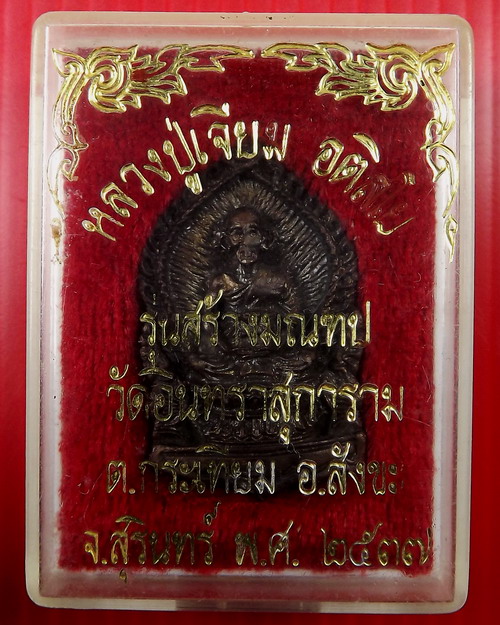 หลวงปู่เจียม อติ
รุ่นสร้างมณฑป
วัดอินทราสุการาม
ต.กระเทียม อ.สังขะ
จ.สุรินทร์ พ.ศ. ๒๕๓๗